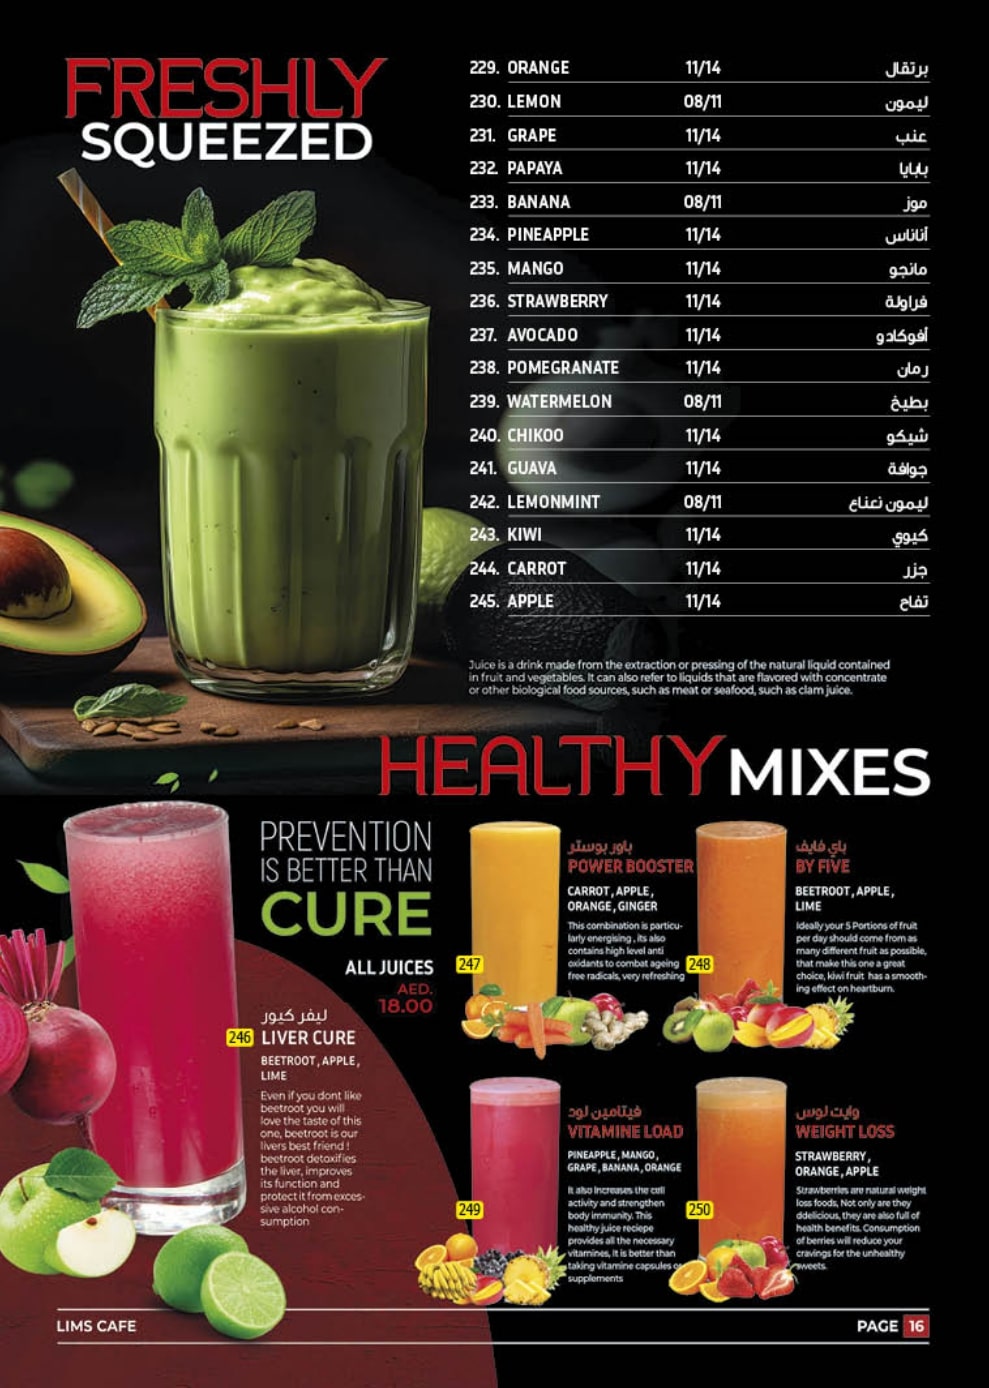 FRESHLY
SQUEEZED
229. ORANGE 11/14 برتقال
230. LEMON 08/11 ليمون
231. GRAPE 11/14 عنب
232. PAPAYA 11/14 بابايا
233. BANANA 08/11 موز
234. PINEAPPLE 11/14 أناناس
235. MANGO 11/14 مانجو
236. STRAWBERRY 11/14 فراولة
237. AVOCADO 11/14 أفوكادو
238. POMEGRANATE 11/14 رمان
239. WATERMELON 08/11 بطيخ
240. CHIKOO 11/14 شيكو
241. GUAVA 11/14 جوافة
242. LEMONMINT 08/11 ليمون نعناع
243. KIWI 11/14 كيوي
244. CARROT 11/14 جزر
245. APPLE 11/14 تفاح
Juice is a drink made from the extraction or pressing of the natural liquid contained
in fruit and vegetables. It can also refer to liquids that are flavored with concentrate
or other biological food sources, such as meat or seafood, such as clam juice.
HEALTHY MIXES
PREVENTION
IS BETTER THAN
CURE
ALL JUICES
AED.
18.00
ليفر كيور
246 LIVER CURE
BEETROOT, APPLE,
LIME
Even if you dont like
beetroot you will
love the taste of this
one, beetroot is our
livers best friend !
beetroot detoxifies
the liver, improves
its function and
protect it from exces-
sive alcohol con-
sumption
باور بوستر
POWER BOOSTER
CARROT, APPLE,
ORANGE, GINGER
This combination is particu-
larly energising , its also
contains high level anti
oxidants to combat ageing
free radicals, very refreshing
247
باي فايف
BY FIVE
BEETROOT, APPLE,
LIME
Ideally your 5 Portions of fruit
per day should come from as
many different fruit as possible,
that make this one a great
choice, kiwi fruit has a smooth-
ing effect on heartburn.
248
فيتامين لود
VITAMINE LOAD
PINEAPPLE, MANGO,
GRAPE, BANANA, ORANGE
It also Increases the cell
activity and strengthen
body immunity. This
healthy juice reciepe
provides all the necessary
vitamines, It is better than
taking vitamine capsules or
supplements
249
وايت لوس
WEIGHT LOSS
STRAWBERRY,
ORANGE, APPLE
Strawberries are natural weight
loss foods, Not only are they
ddelicious, they are also full of
health benefits. Consumption
of berries will reduce your
cravings for the unhealthy
sweets.
250
LIMS CAFE
PAGE 16